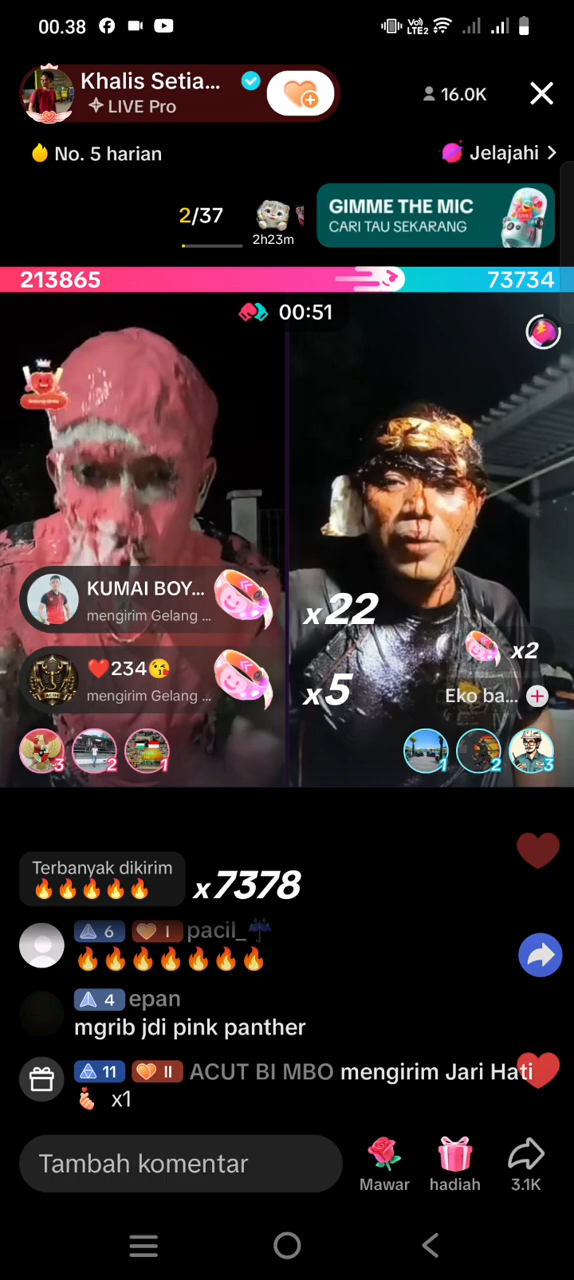 00.38
Vo))
LTE2
Khalis Setia...
LIVE Pro
16.0K
No. 5 harian
Jelajahi >
2/37
2h23m
GIMME THE MIC
CARI TAU SEKARANG
213865
73734
00:51
KUMAI BOY...
mengirim Gelang ...
x22
x2
❤️234😘
mengirim Gelang ...
x5
Eko ba...
3
2
1
1
2
3
Terbanyak dikirim
🔥🔥🔥🔥🔥
x7378
6 I pacil_☔
🔥🔥🔥🔥🔥🔥🔥
4 epan
mgrib jdi pink panther
11 II ACUT BI MBO mengirim Jari Hati
🫰 x1
Tambah komentar
Mawar
hadiah
3.1K